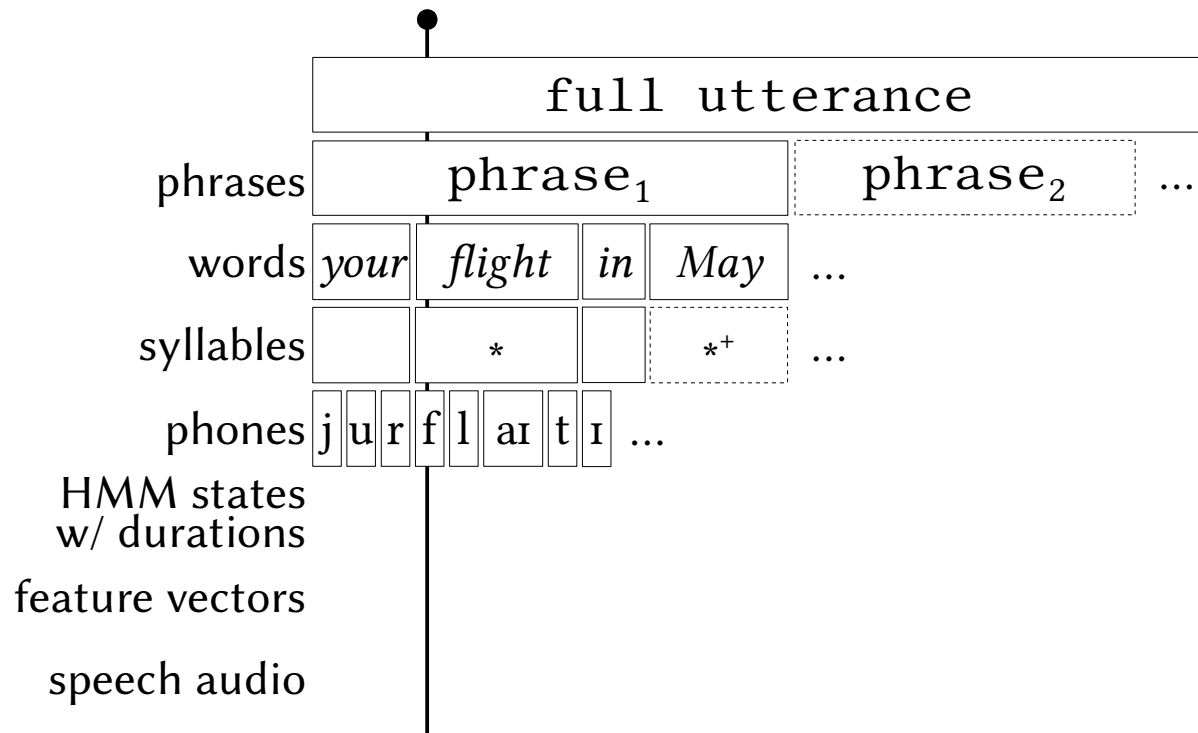 full utterance
phrases phrase₁ phrase₂ ...
words your flight in May ...
syllables * *⁺ ...
phones j u r f l aɪ t ɪ ...
HMM states
w/ durations
feature vectors
speech audio